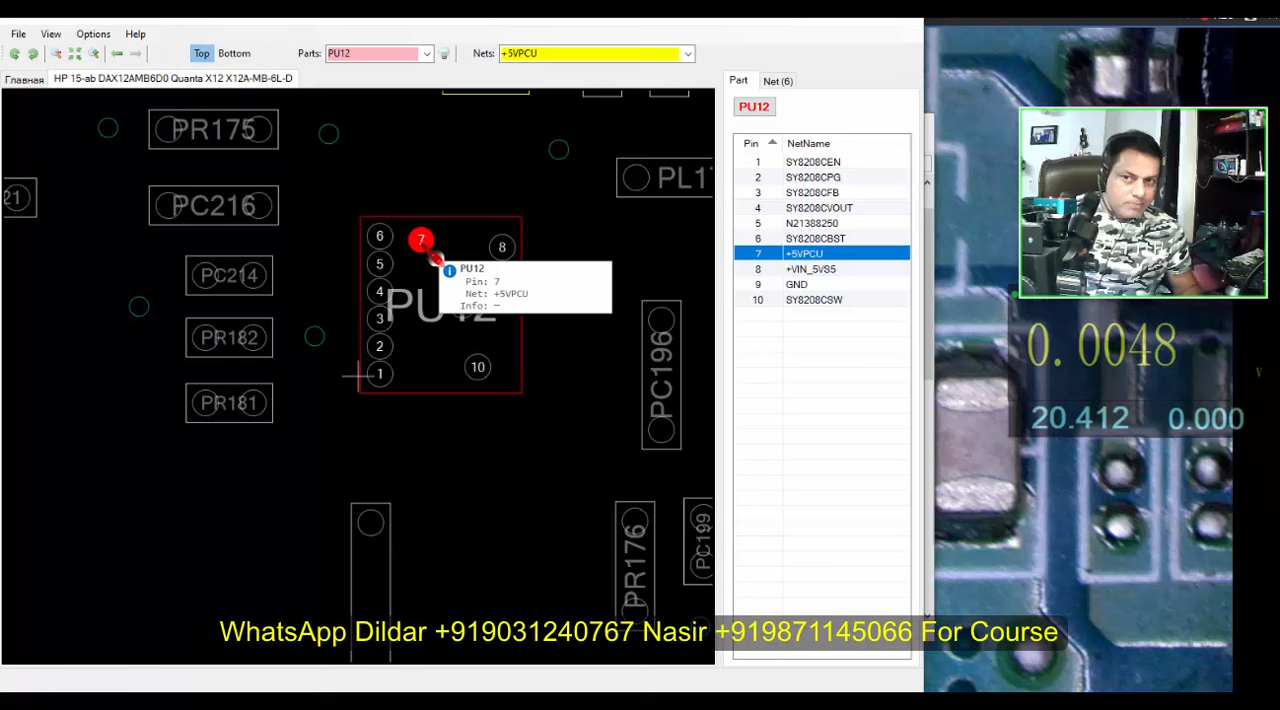 File View Options Help
Top Bottom Parts: PU12 Nets: +5VPCU
Главная HP 15-ab DAX12AMB6D0 Quanta X12 X12A-MB-6L-D
Part Net (6)
PU12
Pin NetName
1 SY8208CEN
2 SY8208CPG
3 SY8208CFB
4 SY8208CVOUT
5 N21388250
6 SY8208CBST
7 +5VPCU
8 +VIN_5VS5
9 GND
10 SY8208CSW
PR175
PC216
21
PC214
PR182
PR181
6
5
4
3
2
1
7
8
10
PU12
PU12
Pin: 7
Net: +5VPCU
Info: –
PC196
PR176
PC199
0.0048
V
20.412 0.000
WhatsApp Dildar +919031240767 Nasir +919871145066 For Course